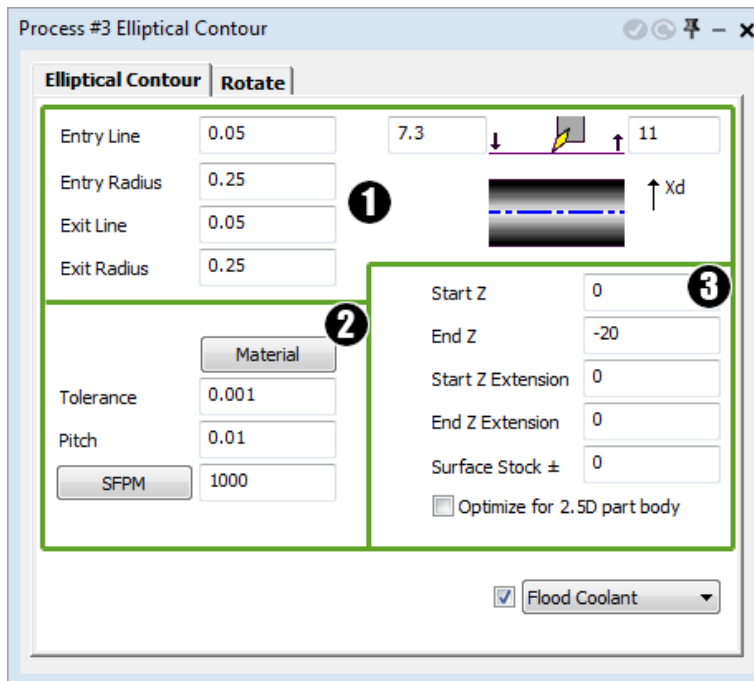 Process #3 Elliptical Contour
Elliptical Contour Rotate
Entry Line 0.05 7.3 11
Entry Radius 0.25
Xd
1
Exit Line 0.05
Exit Radius 0.25
Start Z 0 3
2
End Z -20
Material
Start Z Extension 0
Tolerance 0.001
End Z Extension 0
Pitch 0.01
Surface Stock ± 0
SFPM 1000
Optimize for 2.5D part body
Flood Coolant